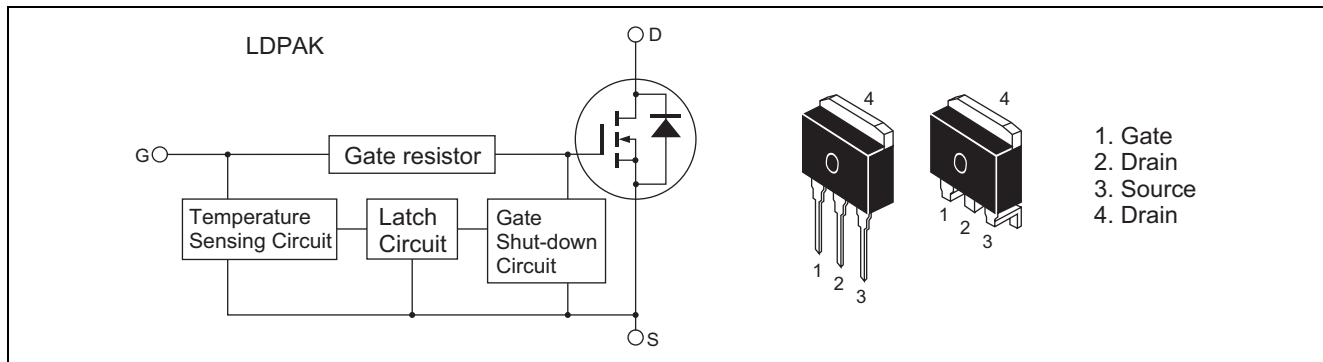 LDPAK
D
G
Gate resistor
Temperature
Sensing Circuit
Latch
Circuit
Gate
Shut-down
Circuit
S
4
1
2
3
4
1
2
3
1. Gate
2. Drain
3. Source
4. Drain